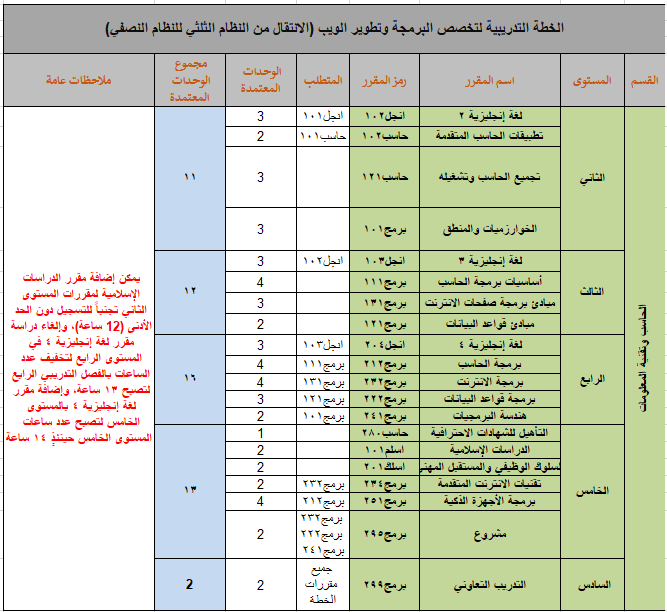 الخطة التدريبية لتخصص البرمجة وتطوير الويب (الانتقال من النظام الثلثي للنظام النصفي)
القسم المستوى اسم المقرر رمز المقرر المتطلب الوحدات المعتمدة مجموع الوحدات المعتمدة ملاحظات عامة
الحاسب وتقنية المعلومات
الثاني
لغة إنجليزية ٢ انجل١٠٢ انجل١٠١ 3
تطبيقات الحاسب المتقدمة حاسب١٠٢ حاسب١٠١ 2
تجميع الحاسب وتشغيله حاسب١٢١ 3
الخوارزميات والمنطق برمج١٠١ 3
١١
الثالث
لغة إنجليزية ٣ انجل١٠٣ انجل١٠٢ 3
أساسيات برمجة الحاسب برمج١١١ 4
مبادئ برمجة صفحات الانترنت برمج١٣١ 3
مبادئ قواعد البيانات برمج١٢١ 2
١٢
الرابع
لغة إنجليزية ٤ انجل٢٠٤ انجل١٠٣ 3
برمجة الحاسب برمج٢١٢ برمج١١١ 4
برمجة الانترنت برمج٢٣٢ برمج١٣١ 4
برمجة قواعد البيانات برمج٢٢٢ برمج١٢١ 3
هندسة البرمجيات برمج٢٤١ برمج١٠١ 2
١٦
الخامس
التأهيل للشهادات الاحترافية حاسب٢٨٠ 1
الدراسات الإسلامية اسلم١٠١ 2
لسلوك الوظيفي والمستقبل المهني اسلك٢٠١ 2
تقنيات الانترنت المتقدمة برمج٢٣٤ برمج٢٣٢ 2
برمجة الأجهزة الذكية برمج٢٥١ برمج٢١٢ 4
مشروع برمج٢٩٥ برمج٢٣٢ برمج٢٢٢ برمج٢٤١ 2
١٣
السادس
التدريب التعاوني برمج٢٩٩ جميع مقررات الخطة 2
2
يمكن إضافة مقرر الدراسات
الإسلامية لمقررات المستوى
الثاني تجنباً للتسجيل دون الحد
الأدنى (12 ساعة)، وإلغاء دراسة
مقرر لغة إنجليزية ٤ في
المستوى الرابع لتخفيف عدد
الساعات بالفصل التدريبي الرابع
لتصبح ١٣ ساعة، وإضافة مقرر
لغة إنجليزية ٤ بالمستوى
الخامس لتصبح عدد ساعات
المستوى الخامس حينئذٍ ١٤ ساعة